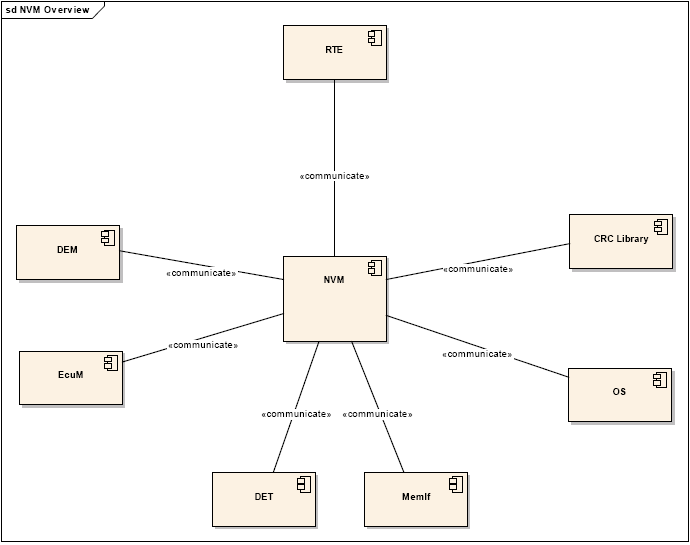 sd NVM Overview
RTE
«communicate»
DEM
CRC Library
«communicate»
«communicate»
NVM
«communicate»
«communicate»
EcuM
OS
«communicate»
«communicate»
DET
MemIf